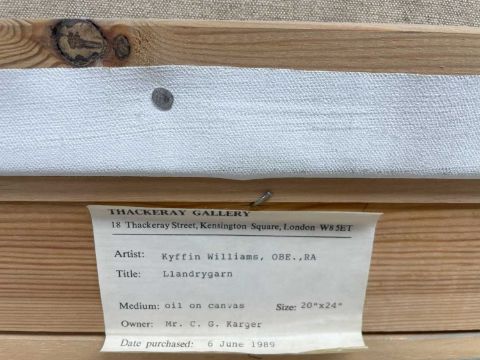 THACKERAY GALLERY
18 Thackeray Street, Kensington Square, London W8 5ET
Artist: Kyffin Williams, OBE.,RA
Title: Llandrygarn
Medium: oil on canvas Size: 20"x24"
Owner: Mr. C. G. Karger
Date purchased: 6 June 1989